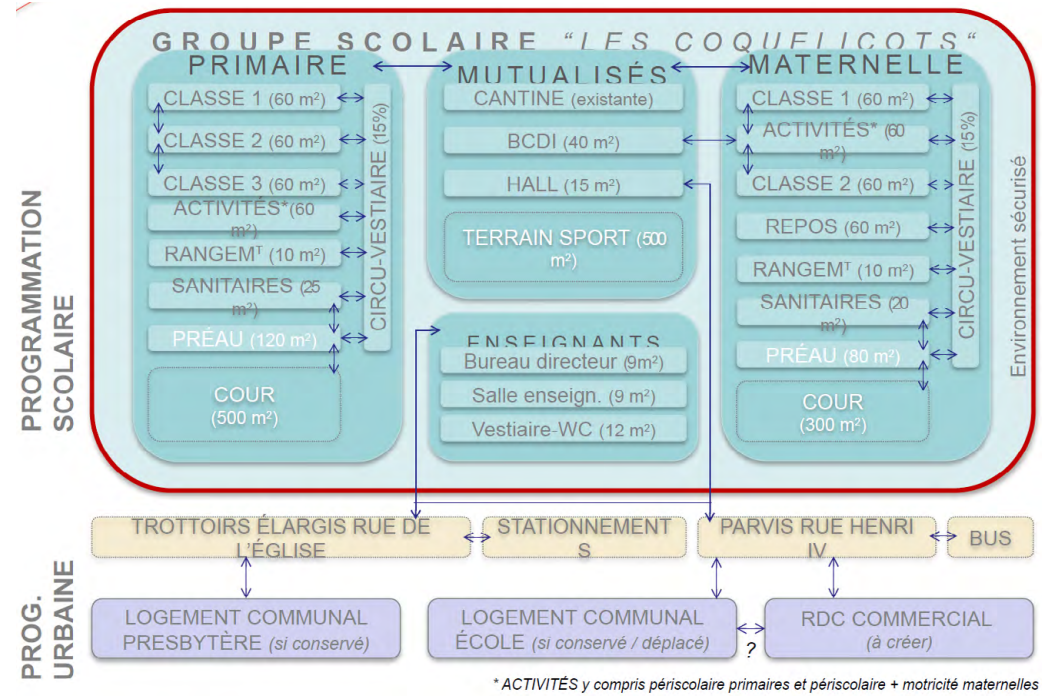 GROUPE SCOLAIRE "LES COQUELICOTS"
PRIMAIRE
CLASSE 1 (60 m²)
CLASSE 2 (60 m²)
CLASSE 3 (60 m²)
ACTIVITÉS*(60
m²)
RANGEMᵀ (10 m²)
SANITAIRES (25
m²)
PRÉAU (120 m²)
COUR
(500 m²)
CIRCU-VESTIAIRE (15%)
MUTUALISÉS
CANTINE (existante)
BCDI (40 m²)
HALL (15 m²)
TERRAIN SPORT (500
m²)
ENSEIGNANTS
Bureau directeur (9m²)
Salle enseign. (9 m²)
Vestiaire-WC (12 m²)
MATERNELLE
CLASSE 1 (60 m²)
ACTIVITÉS* (60
m²)
CLASSE 2 (60 m²)
REPOS (60 m²)
RANGEMᵀ (10 m²)
SANITAIRES (20
m²)
PRÉAU (80 m²)
COUR
(300 m²)
CIRCU-VESTIAIRE (15%)
Environnement sécurisé
PROGRAMMATION
SCOLAIRE
TROTTOIRS ÉLARGIS RUE DE
L'ÉGLISE
STATIONNEMENT
S
PARVIS RUE HENRI
IV
BUS
PROG.
URBAINE
LOGEMENT COMMUNAL
PRESBYTÈRE (si conservé)
LOGEMENT COMMUNAL
ÉCOLE (si conservé / déplacé)
?
RDC COMMERCIAL
(à créer)
* ACTIVITÉS y compris périscolaire primaires et périscolaire + motricité maternelles